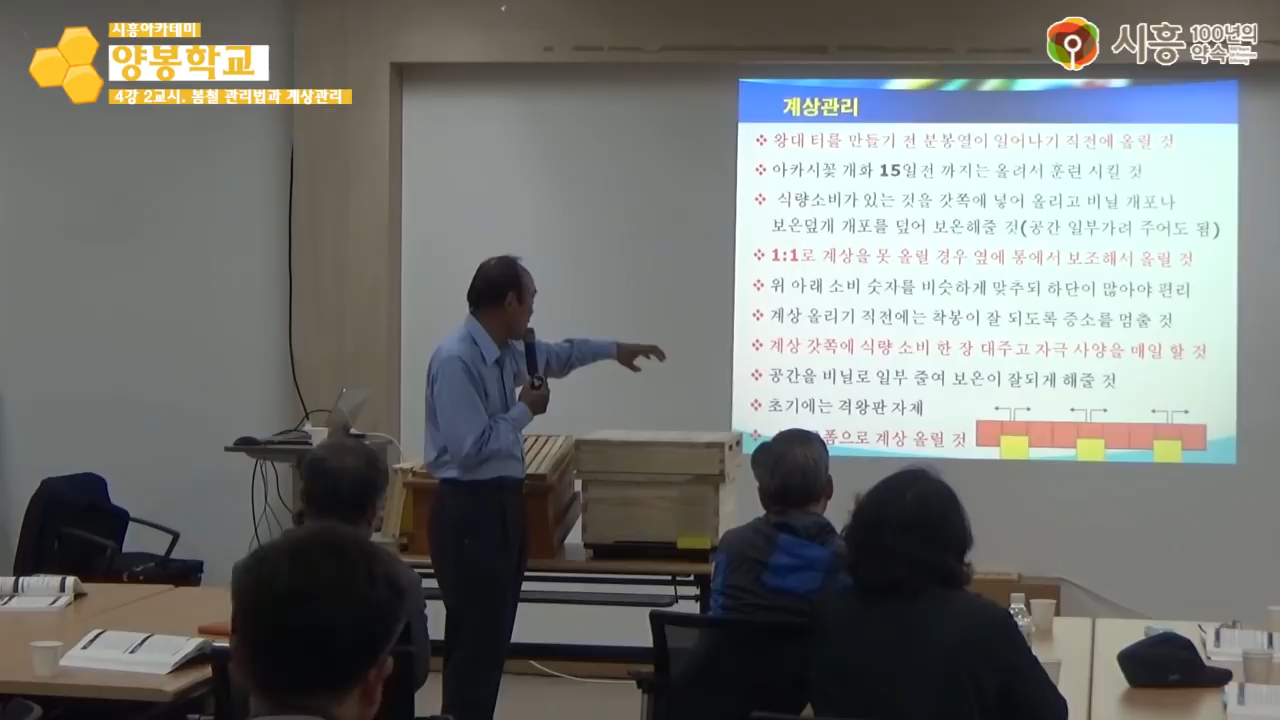 시흥아카데미
양봉학교
4강 2교시. 봄철 관리법과 계상관리
시흥 100년의
약속
계상관리
왕대 티를 만들기 전 분봉열이 일어나기 직전에 올릴 것
아카시꽃 개화 15일전 까지는 올려서 훈련 시킬 것
식량소비가 있는 것을 갓쪽에 넣어 올리고 비닐 개포나
보온덮개 개포를 덮어 보온해줄 것(공간 일부가려 주어도 됨)
1:1로 계상을 못 올릴 경우 옆에 통에서 보조해서 올릴 것
위 아래 소비 숫자를 비슷하게 맞추되 하단이 많아야 편리
계상 올리기 직전에는 착봉이 잘 되도록 증소를 멈출 것
계상 갓쪽에 식량 소비 한 장 대주고 자극 사양을 매일 할 것
공간을 비닐로 일부 줄여 보온이 잘되게 해줄 것
초기에는 격왕판 자제
폼으로 계상 올릴 것